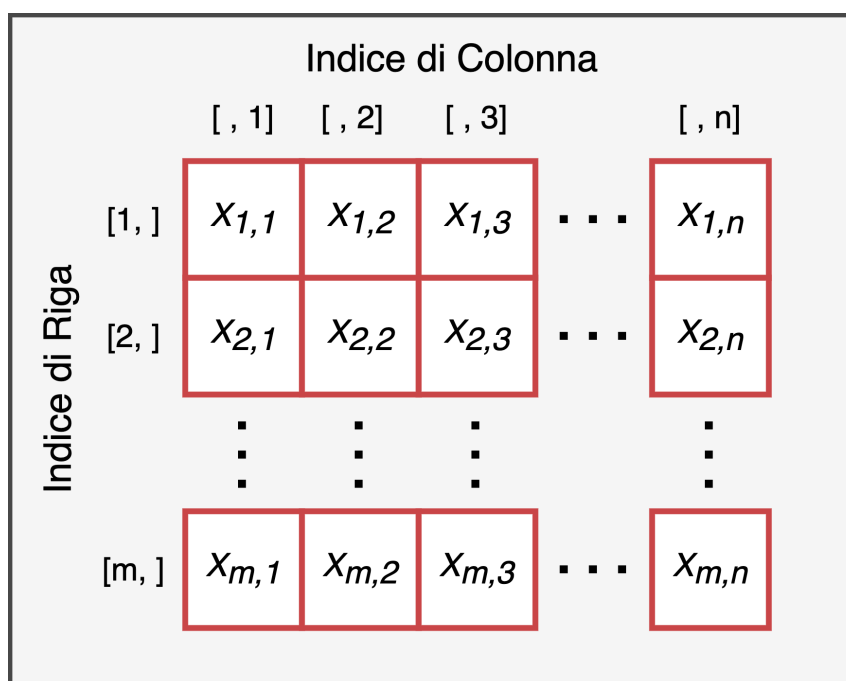 Indice di Colonna
[ , 1] [ , 2] [ , 3] [ , n]
[1, ] x1,1 x1,2 x1,3 . . . x1,n
Indice di Riga
[2, ] x2,1 x2,2 x2,3 . . . x2,n
[m, ] xm,1 xm,2 xm,3 . . . xm,n